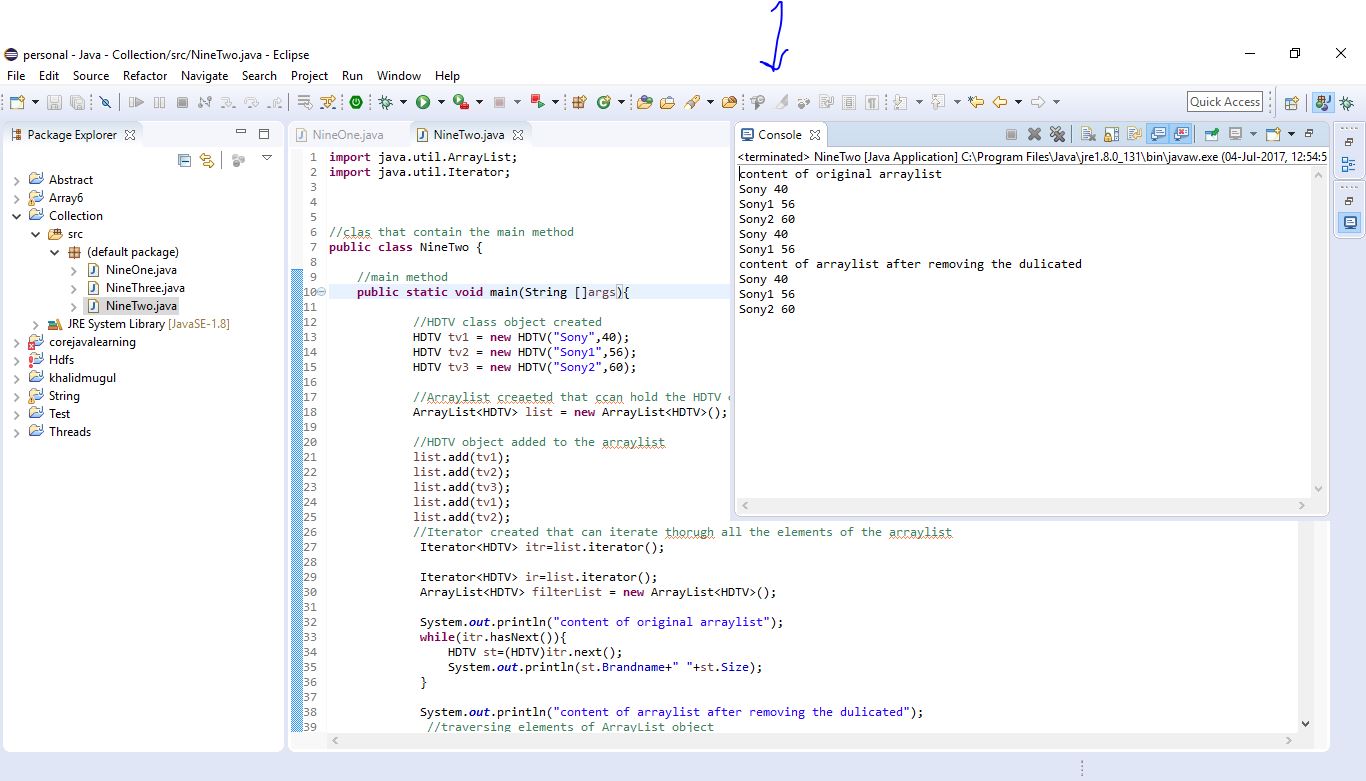 1
personal - Java - Collection/src/NineTwo.java - Eclipse
File Edit Source Refactor Navigate Search Project Run Window Help
Quick Access
Package Explorer
Abstract
Array6
Collection
src
(default package)
NineOne.java
NineThree.java
NineTwo.java
JRE System Library [JavaSE-1.8]
corejavalearning
Hdfs
khalidmugul
String
Test
Threads
NineOne.java NineTwo.java
1 import java.util.ArrayList;
2 import java.util.Iterator;
3
4
5
6 //clas that contain the main method
7 public class NineTwo {
8
9 //main method
10 public static void main(String []args){
11
12 //HDTV class object created
13 HDTV tv1 = new HDTV("Sony",40);
14 HDTV tv2 = new HDTV("Sony1",56);
15 HDTV tv3 = new HDTV("Sony2",60);
16
17 //Arraylist creaeted that ccan hold the HDTV
18 ArrayList<HDTV> list = new ArrayList<HDTV>();
19
20 //HDTV object added to the arraylist
21 list.add(tv1);
22 list.add(tv2);
23 list.add(tv3);
24 list.add(tv1);
25 list.add(tv2);
26 //Iterator created that can iterate thorugh all the elements of the arraylist
27 Iterator<HDTV> itr=list.iterator();
28
29 Iterator<HDTV> ir=list.iterator();
30 ArrayList<HDTV> filterList = new ArrayList<HDTV>();
31
32 System.out.println("content of original arraylist");
33 while(itr.hasNext()){
34 HDTV st=(HDTV)itr.next();
35 System.out.println(st.Brandname+" "+st.Size);
36 }
37
38 System.out.println("content of arraylist after removing the dulicated");
39 //traversing elements of ArrayList object
Console
<terminated> NineTwo [Java Application] C:\Program Files\Java\jre1.8.0_131\bin\javaw.exe (04-Jul-2017, 12:54:5
content of original arraylist
Sony 40
Sony1 56
Sony2 60
Sony 40
Sony1 56
content of arraylist after removing the dulicated
Sony 40
Sony1 56
Sony2 60